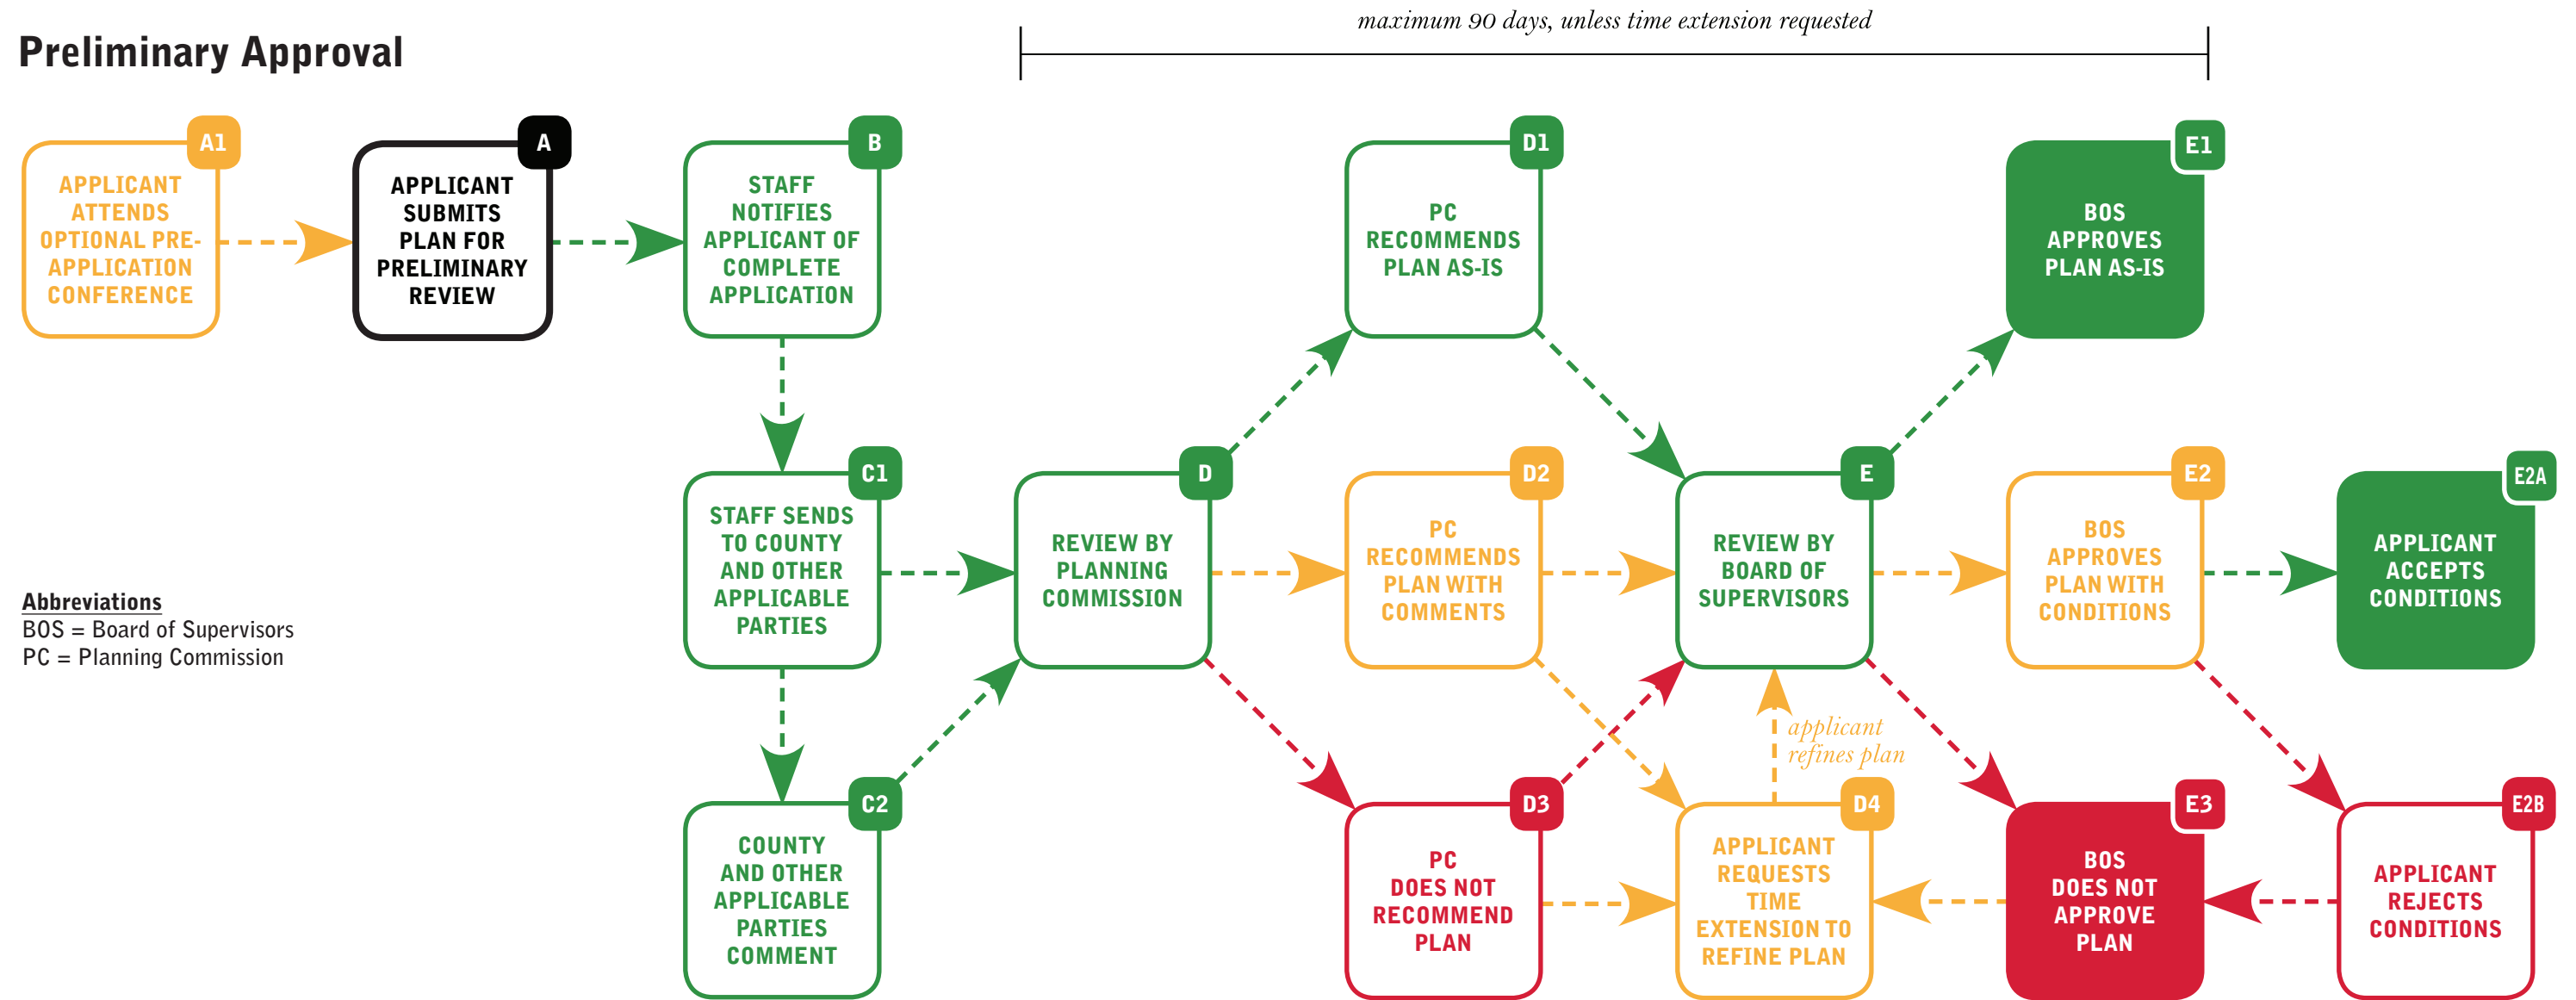 maximum 90 days, unless time extension requested
Preliminary Approval
A1
APPLICANT
ATTENDS
OPTIONAL PRE-
APPLICATION
CONFERENCE
A
APPLICANT
SUBMITS
PLAN FOR
PRELIMINARY
REVIEW
B
STAFF
NOTIFIES
APPLICANT OF
COMPLETE
APPLICATION
D1
PC
RECOMMENDS
PLAN AS-IS
E1
BOS
APPROVES
PLAN AS-IS
C1
STAFF SENDS
TO COUNTY
AND OTHER
APPLICABLE
PARTIES
D
REVIEW BY
PLANNING
COMMISSION
D2
PC
RECOMMENDS
PLAN WITH
COMMENTS
E
REVIEW BY
BOARD OF
SUPERVISORS
E2
BOS
APPROVES
PLAN WITH
CONDITIONS
E2A
APPLICANT
ACCEPTS
CONDITIONS
Abbreviations
BOS = Board of Supervisors
PC = Planning Commission
applicant
refines plan
C2
COUNTY
AND OTHER
APPLICABLE
PARTIES
COMMENT
D3
PC
DOES NOT
RECOMMEND
PLAN
D4
APPLICANT
REQUESTS
TIME
EXTENSION TO
REFINE PLAN
E3
BOS
DOES NOT
APPROVE
PLAN
E2B
APPLICANT
REJECTS
CONDITIONS